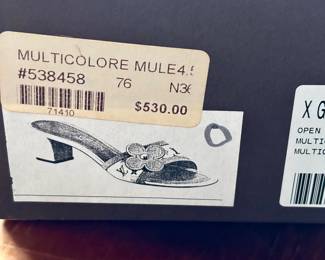 MULTICOLORE MULE4.5
#538458 76 N36
71410 $530.00
X G
OPEN
MULTIC
MULTIC